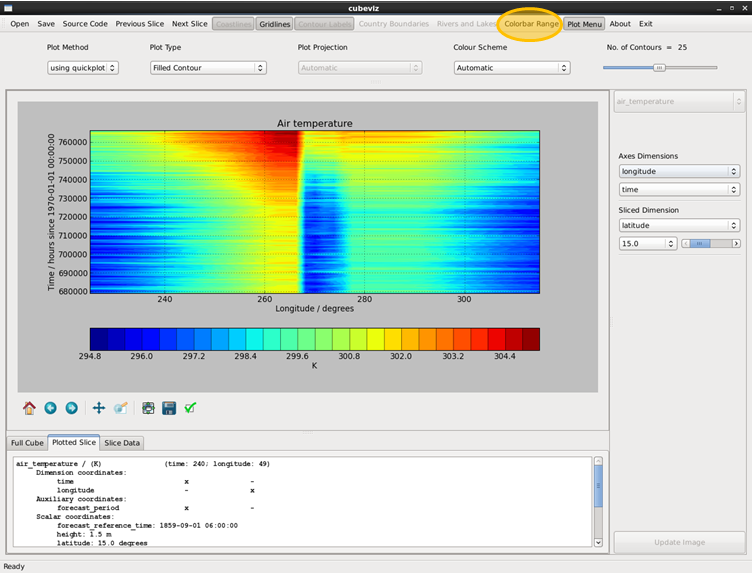 cubeviz
Open Save Source Code Previous Slice Next Slice Coastlines Gridlines Contour Labels Country Boundaries Rivers and Lakes Colorbar Range Plot Menu About Exit
Plot Method Plot Type Plot Projection Colour Scheme No. of Contours = 25
using quickplot Filled Contour Automatic Automatic
air_temperature
Air temperature
Time / hours since 1970-01-01 00:00:00
760000
750000
740000
730000
720000
710000
700000
690000
680000
240 260 280 300
Longitude / degrees
294.8 296.0 297.2 298.4 299.6 300.8 302.0 303.2 304.4
K
Axes Dimensions
longitude
time
Sliced Dimension
latitude
15.0
Full Cube Plotted Slice Slice Data
air_temperature / (K) (time: 240; longitude: 49)
Dimension coordinates:
time x -
longitude - x
Auxiliary coordinates:
forecast_period x -
Scalar coordinates:
forecast_reference_time: 1859-09-01 06:00:00
height: 1.5 m
latitude: 15.0 degrees
Update Image
Ready